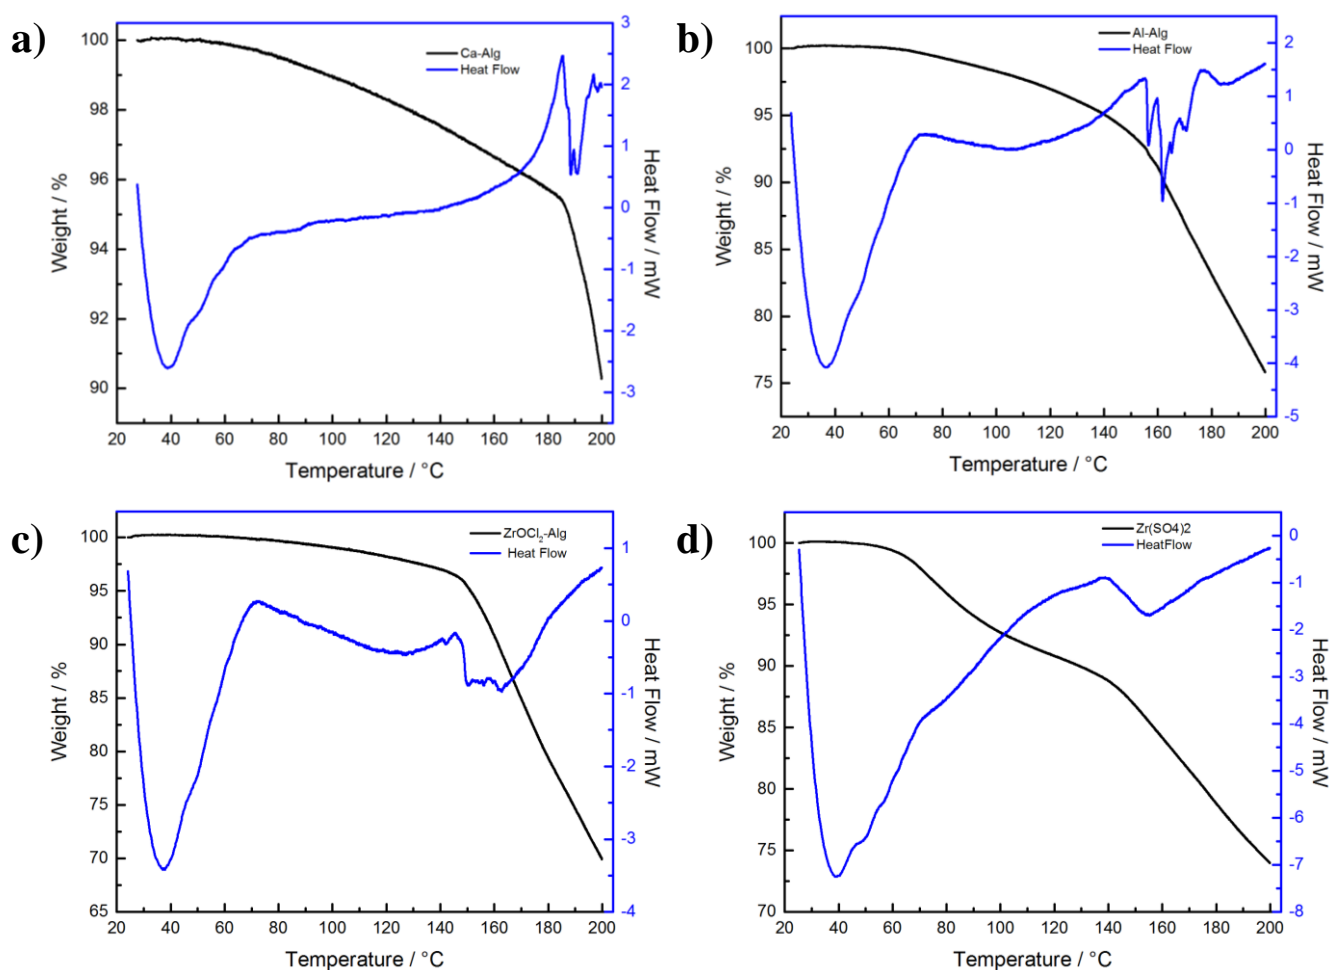 a)
Ca-Alg
Heat Flow
100
98
96
94
92
90
Weight / %
3
2
1
0
-1
-2
-3
Heat Flow / mW
20 40 60 80 100 120 140 160 180 200
Temperature / °C
b)
Al-Alg
Heat Flow
100
95
90
85
80
75
Weight / %
2
1
0
-1
-2
-3
-4
-5
Heat Flow / mW
20 40 60 80 100 120 140 160 180 200
Temperature / °C
c)
ZrOCl₂-Alg
Heat Flow
100
95
90
85
80
75
70
65
Weight / %
1
0
-1
-2
-3
-4
Heat Flow / mW
20 40 60 80 100 120 140 160 180 200
Temperature / °C
d)
Zr(SO4)2
HeatFlow
100
95
90
85
80
75
70
Weight / %
0
-1
-2
-3
-4
-5
-6
-7
-8
Heat Flow / mW
20 40 60 80 100 120 140 160 180 200
Temperature / °C